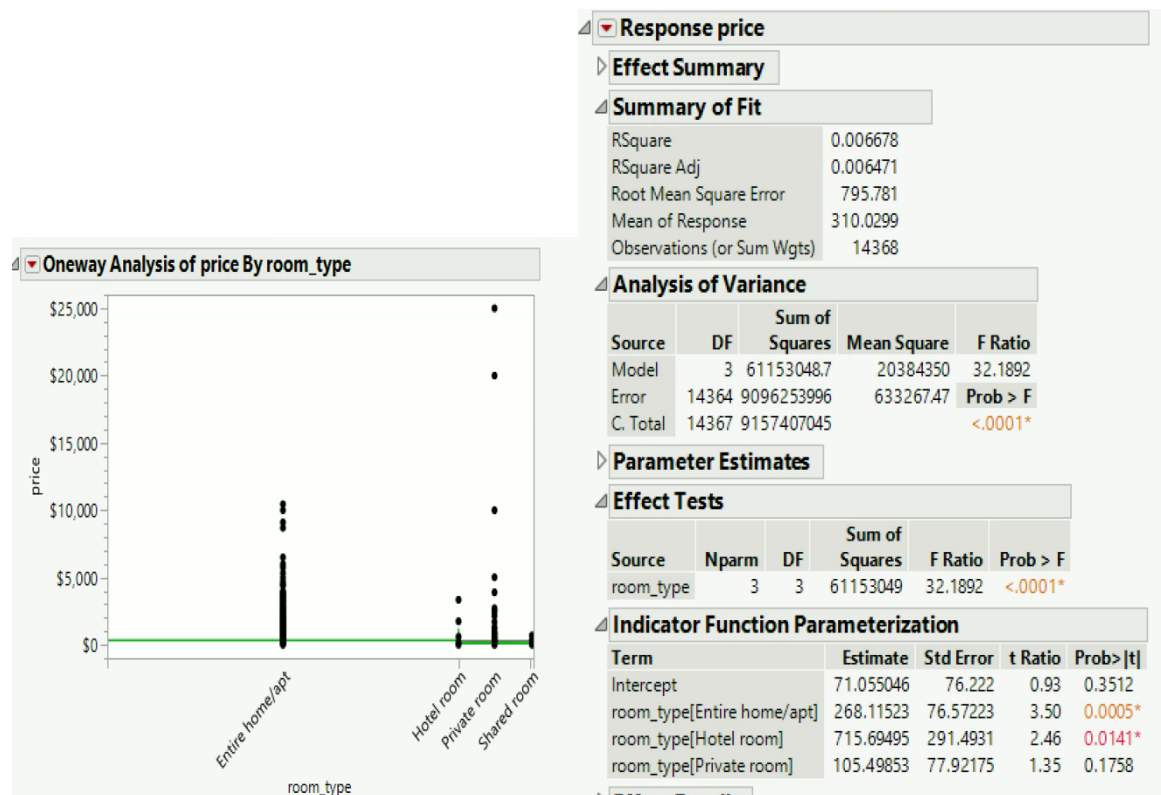 Oneway Analysis of price By room_type
$25,000
$20,000
$15,000
$10,000
$5,000
$0
price
Entire home/apt
Hotel room
Private room
Shared room
room_type
Response price
Effect Summary
Summary of Fit
RSquare 0.006678
RSquare Adj 0.006471
Root Mean Square Error 795.781
Mean of Response 310.0299
Observations (or Sum Wgts) 14368
Analysis of Variance
Sum of
Source DF Squares Mean Square F Ratio
Model 3 61153048.7 20384350 32.1892
Error 14364 9096253996 633267.47 Prob > F
C. Total 14367 9157407045 <.0001*
Parameter Estimates
Effect Tests
Sum of
Source Nparm DF Squares F Ratio Prob > F
room_type 3 3 61153049 32.1892 <.0001*
Indicator Function Parameterization
Term Estimate Std Error t Ratio Prob>|t|
Intercept 71.055046 76.222 0.93 0.3512
room_type[Entire home/apt] 268.11523 76.57223 3.50 0.0005*
room_type[Hotel room] 715.69495 291.4931 2.46 0.0141*
room_type[Private room] 105.49853 77.92175 1.35 0.1758